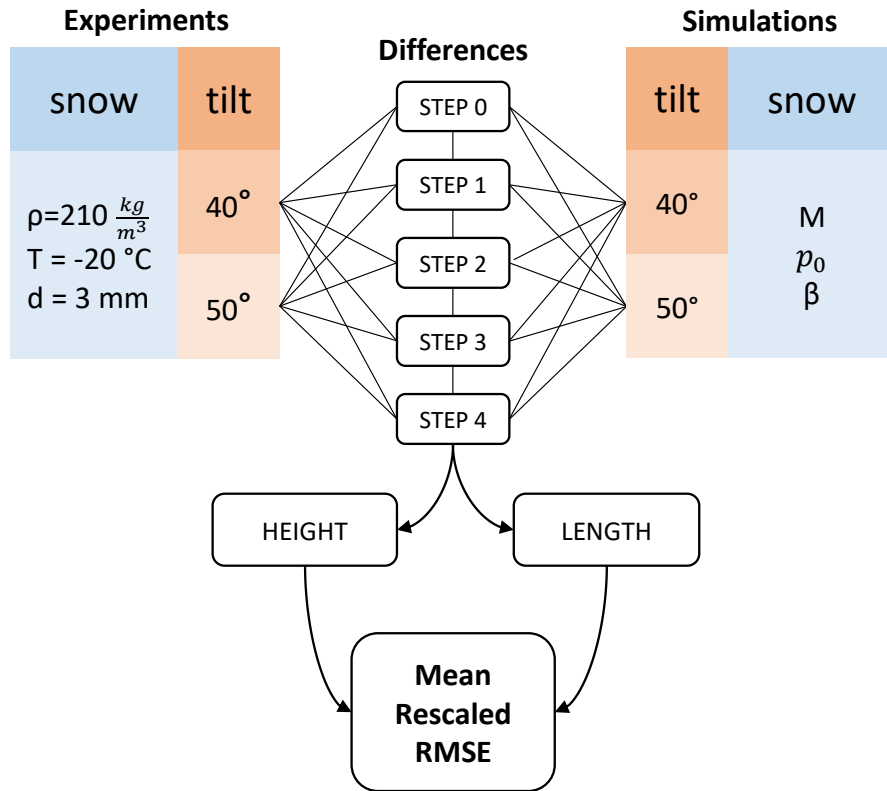 Experiments
snow
tilt
ρ=210 kg/m³
T = -20 °C
d = 3 mm
40°
50°
Differences
STEP 0
STEP 1
STEP 2
STEP 3
STEP 4
Simulations
tilt
snow
40°
50°
M
p₀
β
HEIGHT
LENGTH
Mean
Rescaled
RMSE